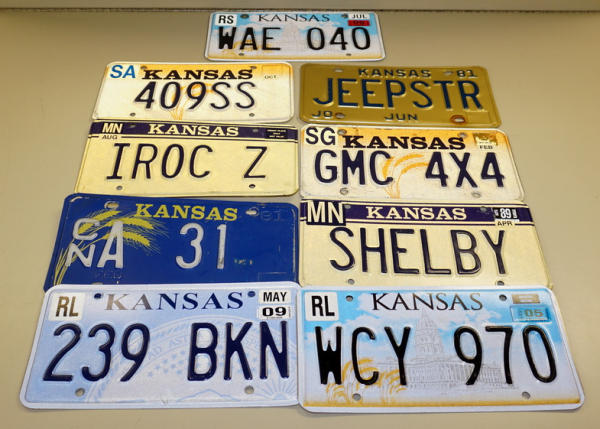 RS KANSAS JUL
WAE 040
SA KANSAS OCT
409SS
KANSAS 81
JEEPSTR
JO JUN
MN KANSAS
AUG
IROC Z
SG KANSAS
FEB
GMC 4X4
KANSAS
CN A 31
MN KANSAS 89
APR
SHELBY
RL KANSAS MAY
09
239 BKN
RL KANSAS 05
WCY 970